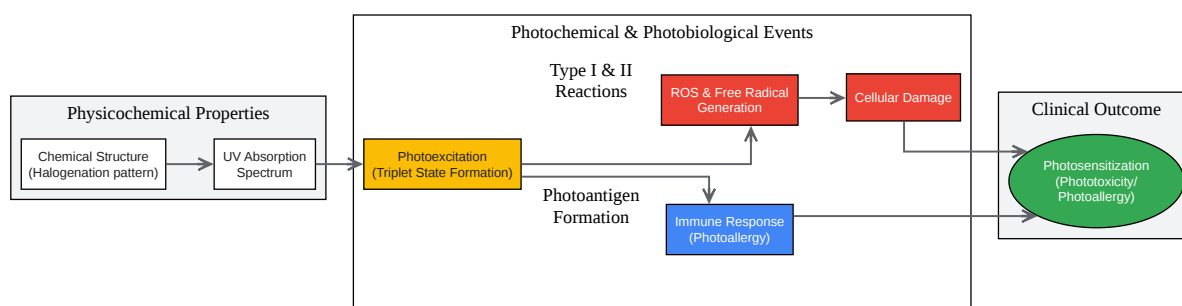 Physicochemical Properties
Chemical Structure
(Halogenation pattern)
UV Absorption
Spectrum
Photochemical & Photobiological Events
Photoexcitation
(Triplet State Formation)
Type I & II
Reactions
ROS & Free Radical
Generation
Cellular Damage
Photoantigen
Formation
Immune Response
(Photoallergy)
Clinical Outcome
Photosensitization
(Phototoxicity/
Photoallergy)